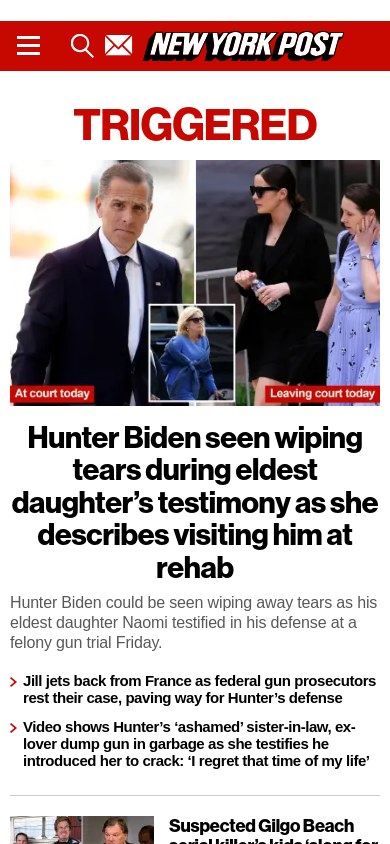 NEW YORK POST
TRIGGERED
At court today
Leaving court today
Hunter Biden seen wiping
tears during eldest
daughter’s testimony as she
describes visiting him at
rehab
Hunter Biden could be seen wiping away tears as his
eldest daughter Naomi testified in his defense at a
felony gun trial Friday.
Jill jets back from France as federal gun prosecutors
rest their case, paving way for Hunter’s defense
Video shows Hunter’s ‘ashamed’ sister-in-law, ex-
lover dump gun in garbage as she testifies he
introduced her to crack: ‘I regret that time of my life’
Suspected Gilgo Beach
serial killer’s kids ‘along for